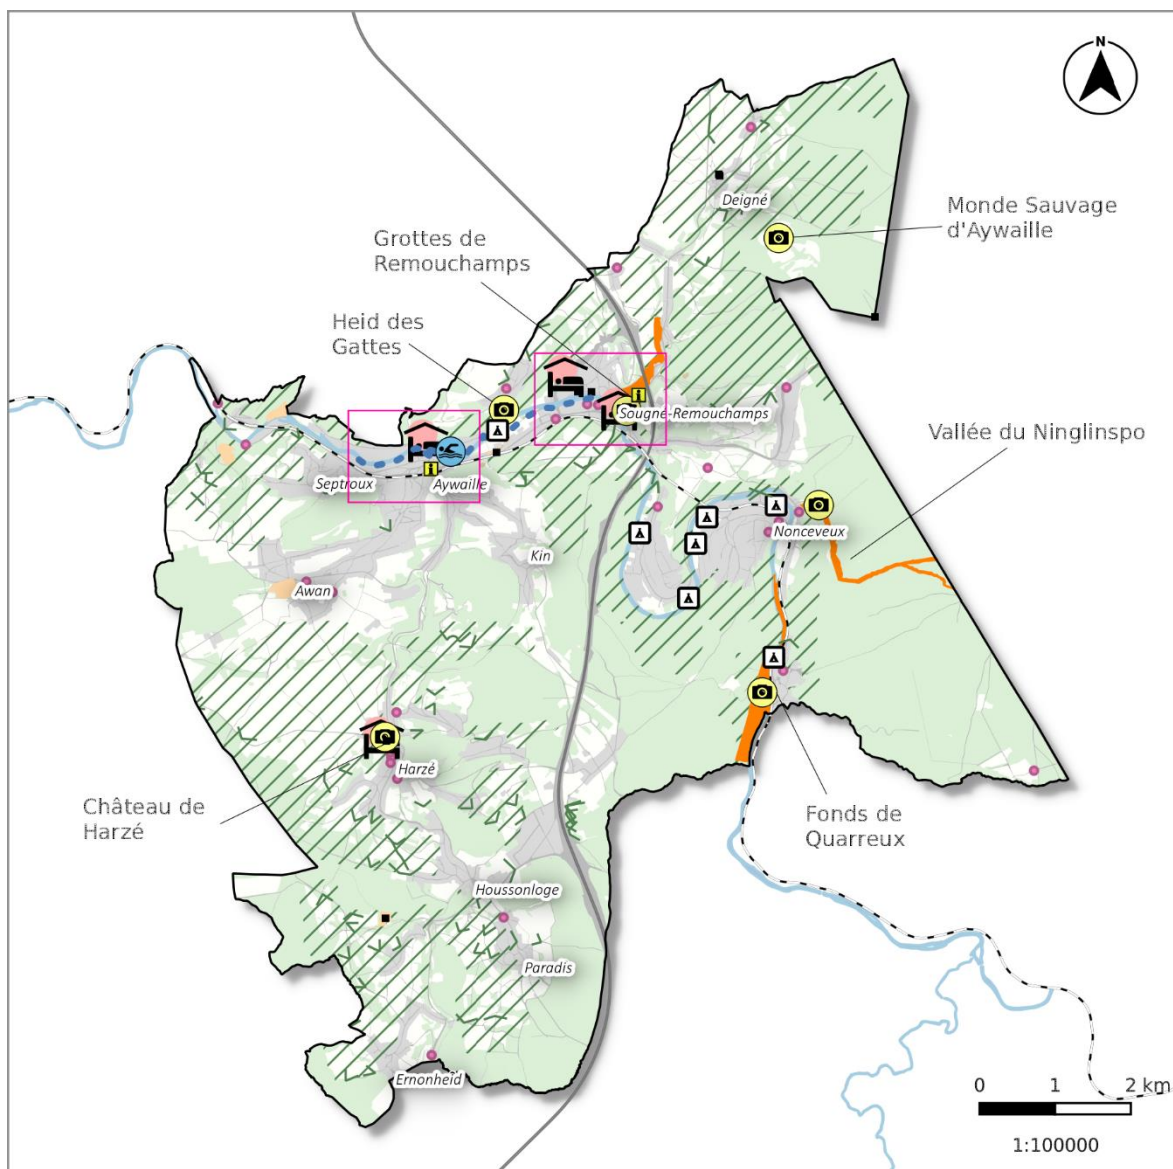 N
Deigné
Monde Sauvage
d'Aywaille
Grottes de
Remouchamps
Heid des
Gattes
i
Sougné-Remouchamps
Vallée du Ninglinspo
i
Septroux
Aywaille
Nonceveux
Kin
Awan
Harzé
Château de
Harzé
Fonds de
Quarreux
Houssonloge
Paradis
Ernonheid
0 1 2 km
1:100000